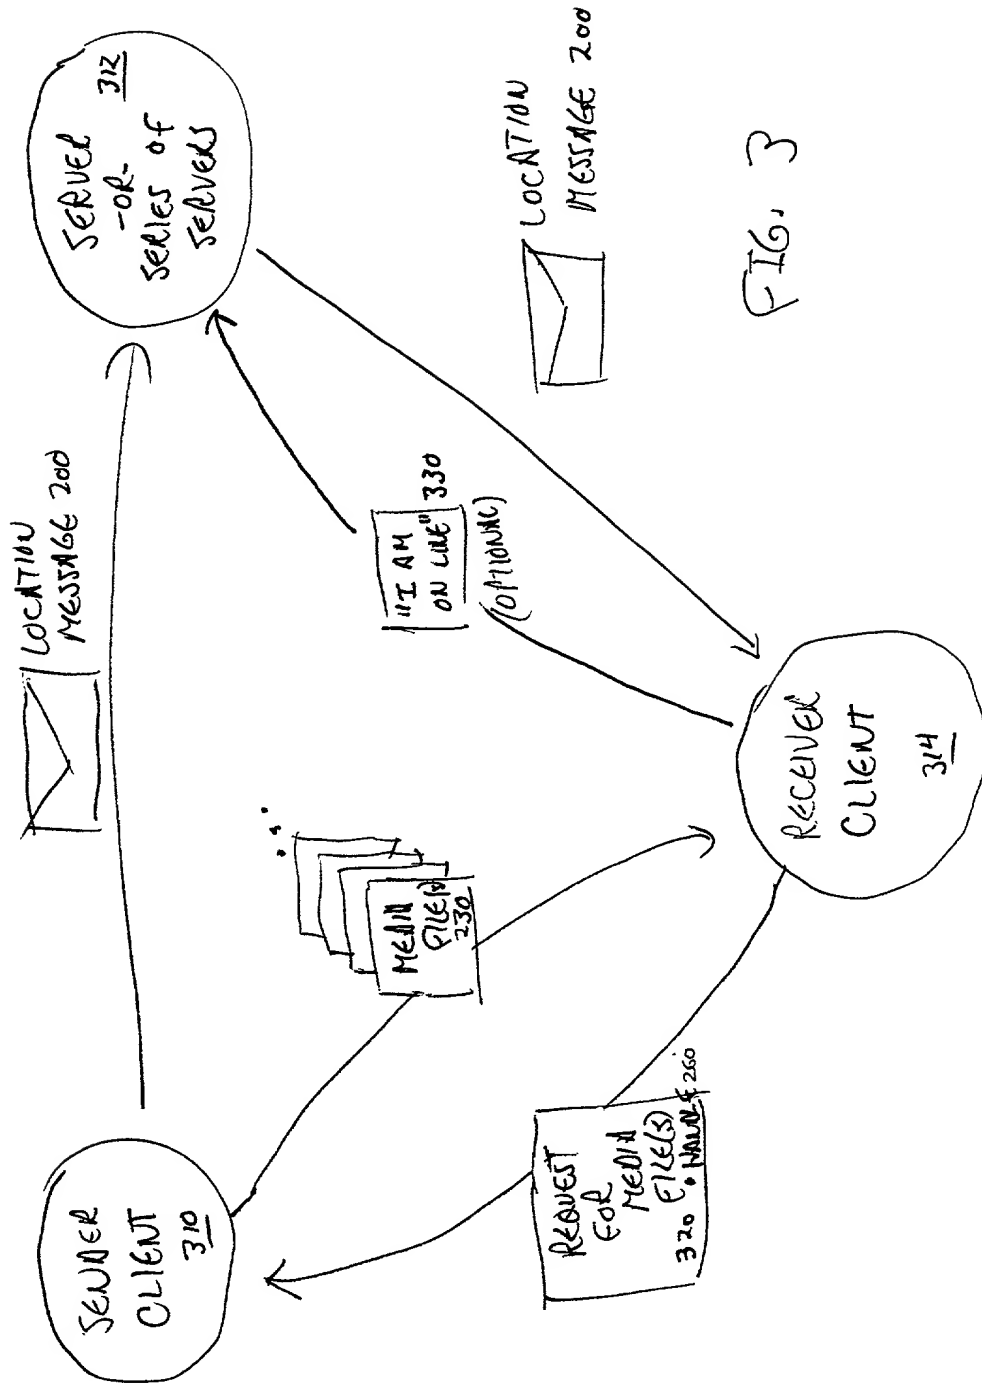 SENDER
CLIENT
310
LOCATION
MESSAGE 200
SERVER
-OR-
SERIES OF
SERVERS
312
MEDIA
FILE(S)
230
"I AM
ON LINE" 330
(OPTIONAL)
LOCATION
MESSAGE 200
REQUEST
FOR
MEDIA
FILE(S)
320 • 260
RECEIVER
CLIENT
314
FIG. 3